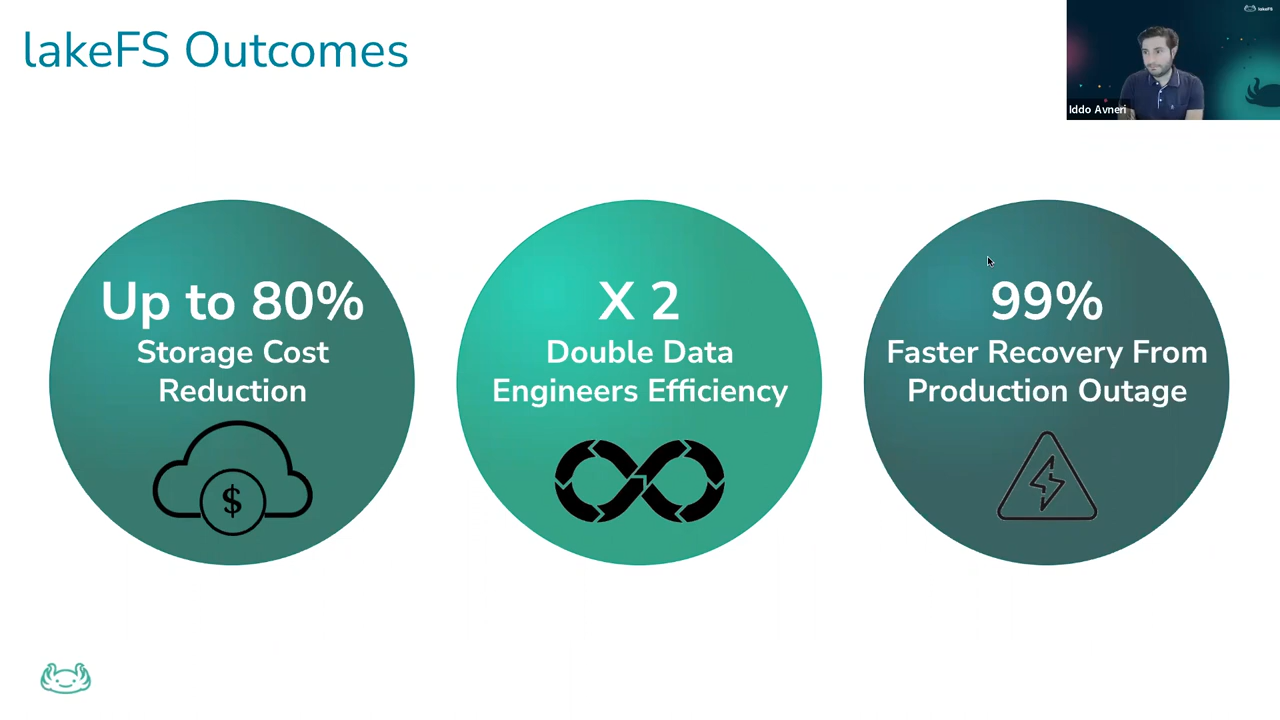 lakeFS Outcomes
lakeFS
Iddo Avneri
Up to 80%
Storage Cost
Reduction
$
X 2
Double Data
Engineers Efficiency
99%
Faster Recovery From
Production Outage